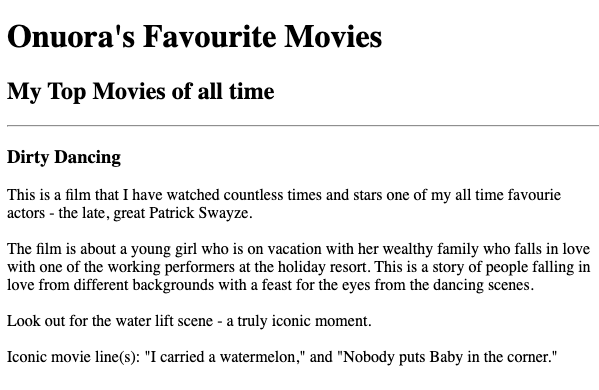 Onuora's Favourite Movies
My Top Movies of all time
Dirty Dancing
This is a film that I have watched countless times and stars one of my all time favourie
actors - the late, great Patrick Swayze.
The film is about a young girl who is on vacation with her wealthy family who falls in love
with one of the working performers at the holiday resort. This is a story of people falling in
love from different backgrounds with a feast for the eyes from the dancing scenes.
Look out for the water lift scene - a truly iconic moment.
Iconic movie line(s): "I carried a watermelon," and "Nobody puts Baby in the corner."